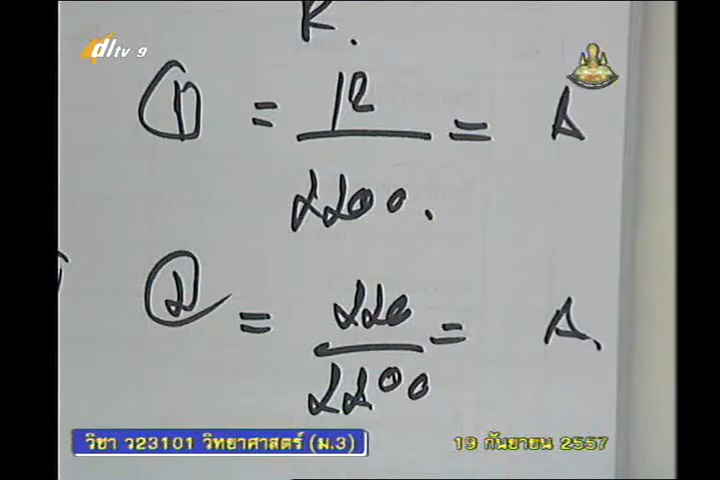 dltv 9
R.
① = 12 / 2200. = A
② = 220 / 2200 = A.
วิชา ว23101 วิทยาศาสตร์ (ม.3)
19 กันยายน 2557